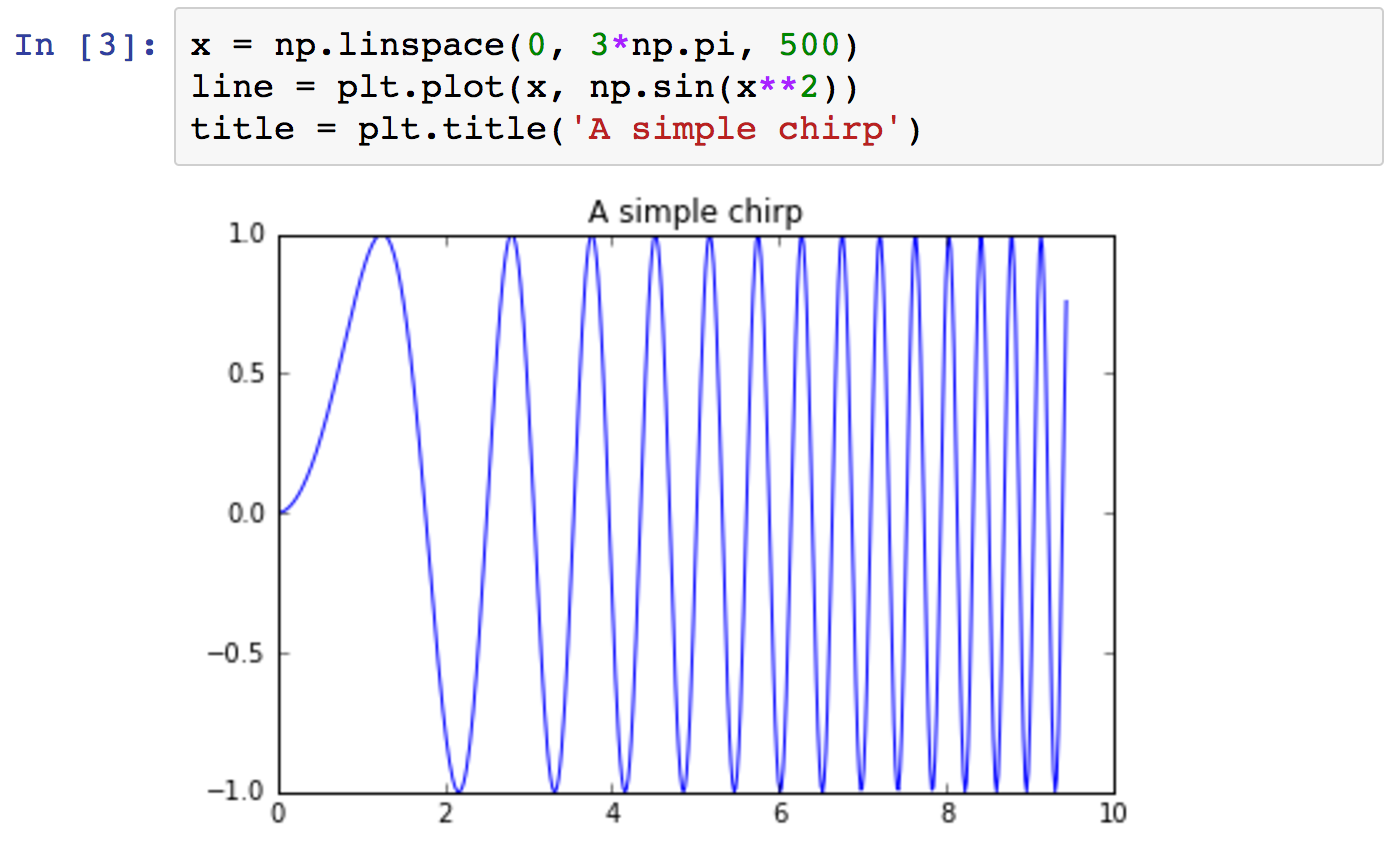 In [3]: x = np.linspace(0, 3*np.pi, 500)
line = plt.plot(x, np.sin(x**2))
title = plt.title('A simple chirp')
A simple chirp
1.0
0.5
0.0
−0.5
−1.0
0 2 4 6 8 10